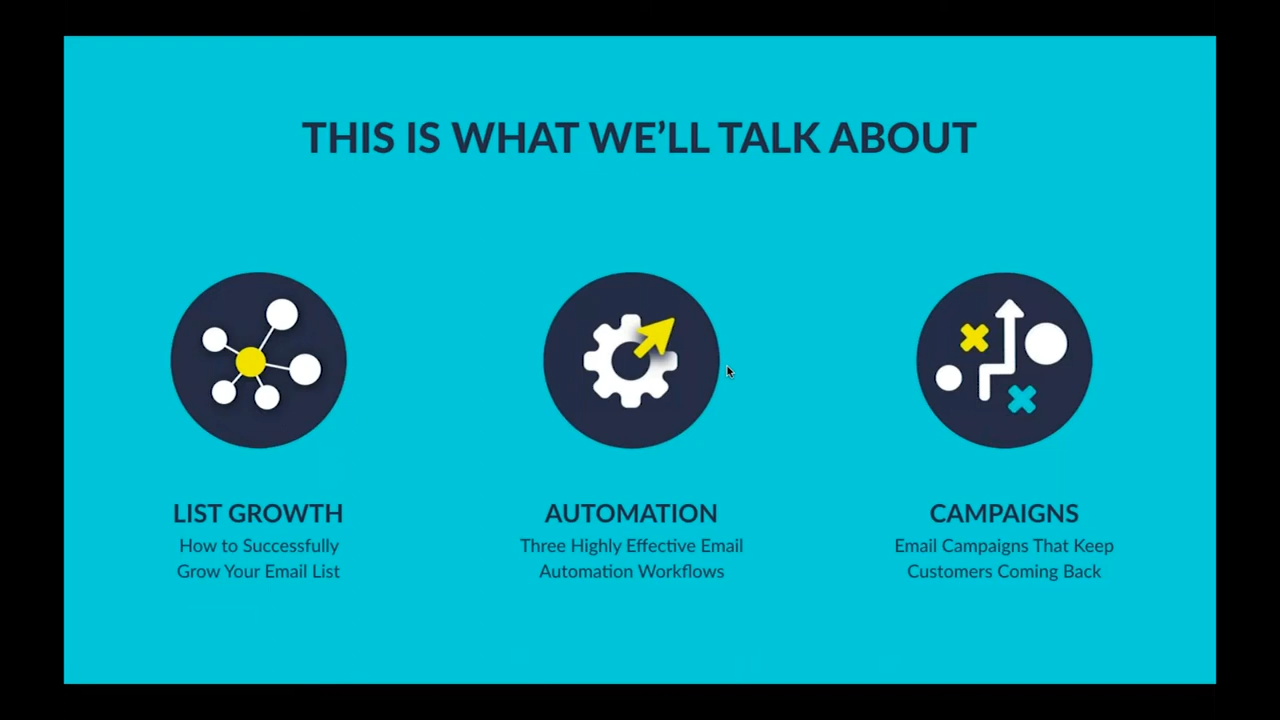 THIS IS WHAT WE’LL TALK ABOUT
LIST GROWTH
How to Successfully
Grow Your Email List
AUTOMATION
Three Highly Effective Email
Automation Workflows
CAMPAIGNS
Email Campaigns That Keep
Customers Coming Back